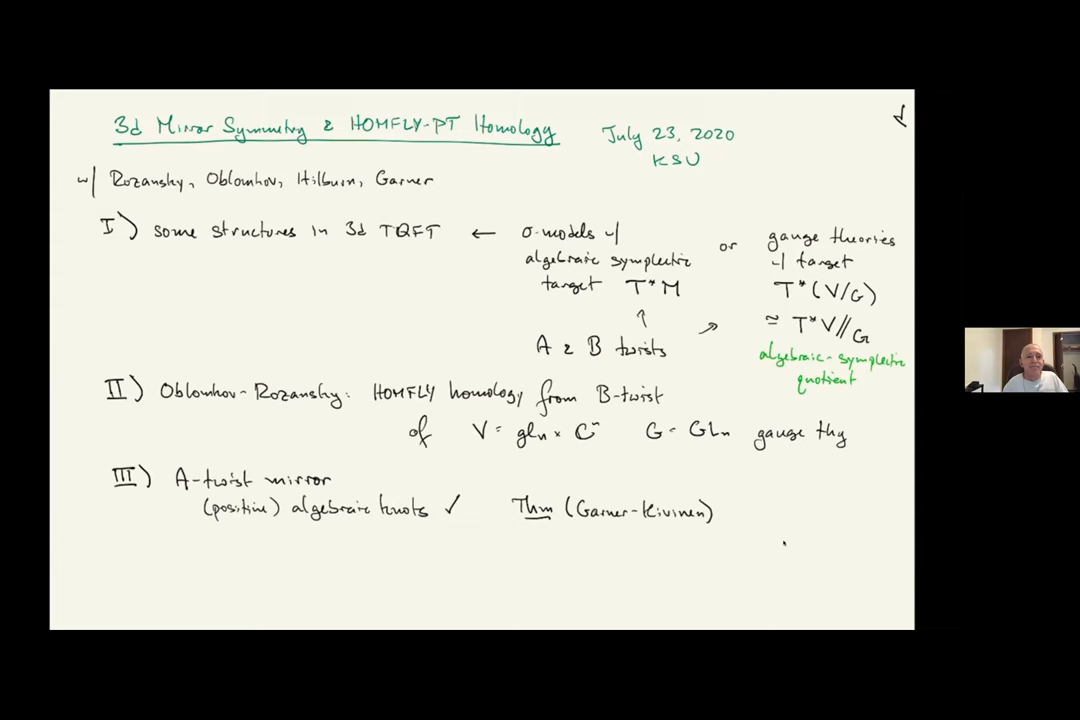 3d Mirror Symmetry & HOMFLY-PT Homology
July 23, 2020
KSU
w/ Rozansky, Oblomkov, Hilburn, Garner
I) some structures in 3d TQFT ← σ-models w/ algebraic symplectic target T*M
or
gauge theories w/ target
T*(V/G)
≅ T*V//G
algebraic-symplectic quotient
↑
A & B twists ↗
II) Oblomkov-Rozansky: HOMFLY homology from B-twist
of V = gln × Cⁿ G = GLn gauge thy
III) A-twist mirror
(positive) algebraic knots ✓ Thm (Garner-Kivinen)